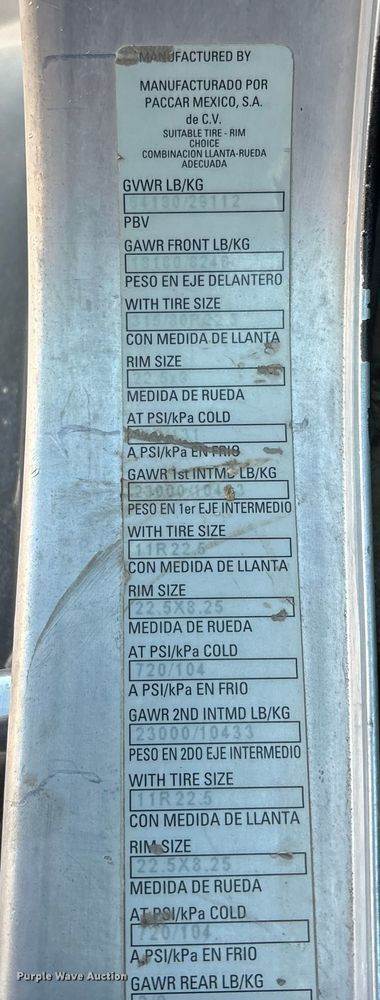 MANUFACTURED BY
MANUFACTURADO POR
PACCAR MEXICO, S.A.
de C.V.
SUITABLE TIRE - RIM
CHOICE
COMBINACION LLANTA-RUEDA
ADECUADA
GVWR LB/KG
PBV
GAWR FRONT LB/KG
PESO EN EJE DELANTERO
WITH TIRE SIZE
CON MEDIDA DE LLANTA
RIM SIZE
MEDIDA DE RUEDA
AT PSI/kPa COLD
A PSI/kPa EN FRIO
GAWR 1st INTMD LB/KG
PESO EN 1er EJE INTERMEDIO
WITH TIRE SIZE
11R22.5
CON MEDIDA DE LLANTA
RIM SIZE
22.5X8.25
MEDIDA DE RUEDA
AT PSI/kPa COLD
720/104
A PSI/kPa EN FRIO
GAWR 2ND INTMD LB/KG
23000/10433
PESO EN 2DO EJE INTERMEDIO
WITH TIRE SIZE
11R22.5
CON MEDIDA DE LLANTA
RIM SIZE
22.5X8.25
MEDIDA DE RUEDA
AT PSI/kPa COLD
720/104
A PSI/kPa EN FRIO
GAWR REAR LB/KG
Purple Wave Auction